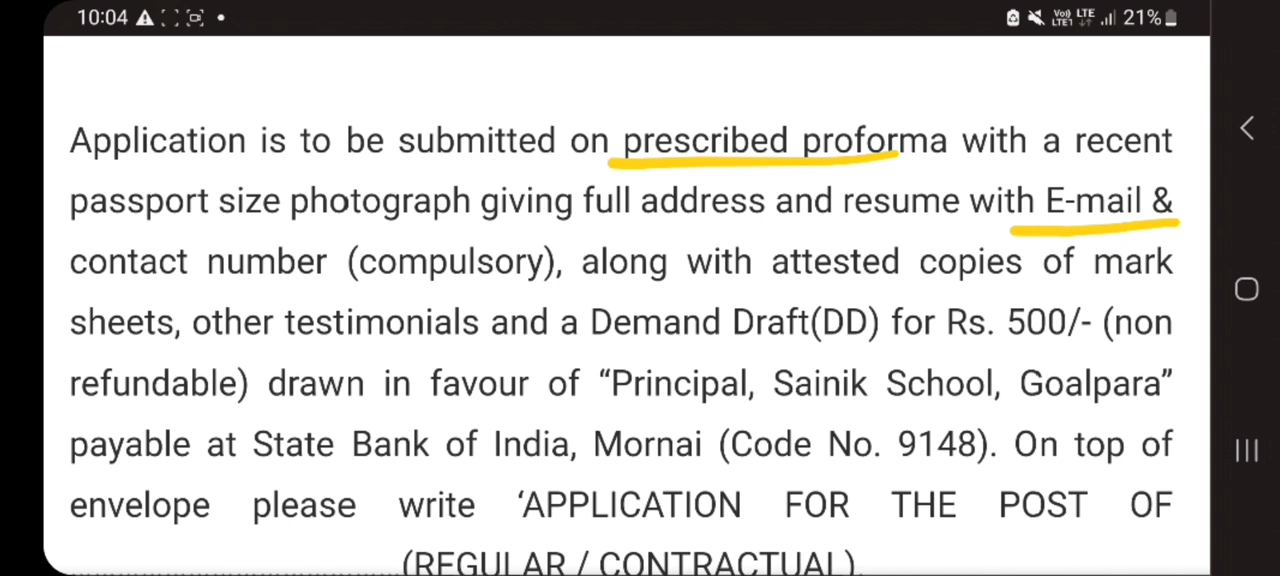 10:04
Vo)) LTE
LTE1
21%
Application is to be submitted on prescribed proforma with a recent
passport size photograph giving full address and resume with E-mail &
contact number (compulsory), along with attested copies of mark
sheets, other testimonials and a Demand Draft(DD) for Rs. 500/- (non
refundable) drawn in favour of “Principal, Sainik School, Goalpara”
payable at State Bank of India, Mornai (Code No. 9148). On top of
envelope please write ‘APPLICATION FOR THE POST OF
(REGULAR / CONTRACTUAL)